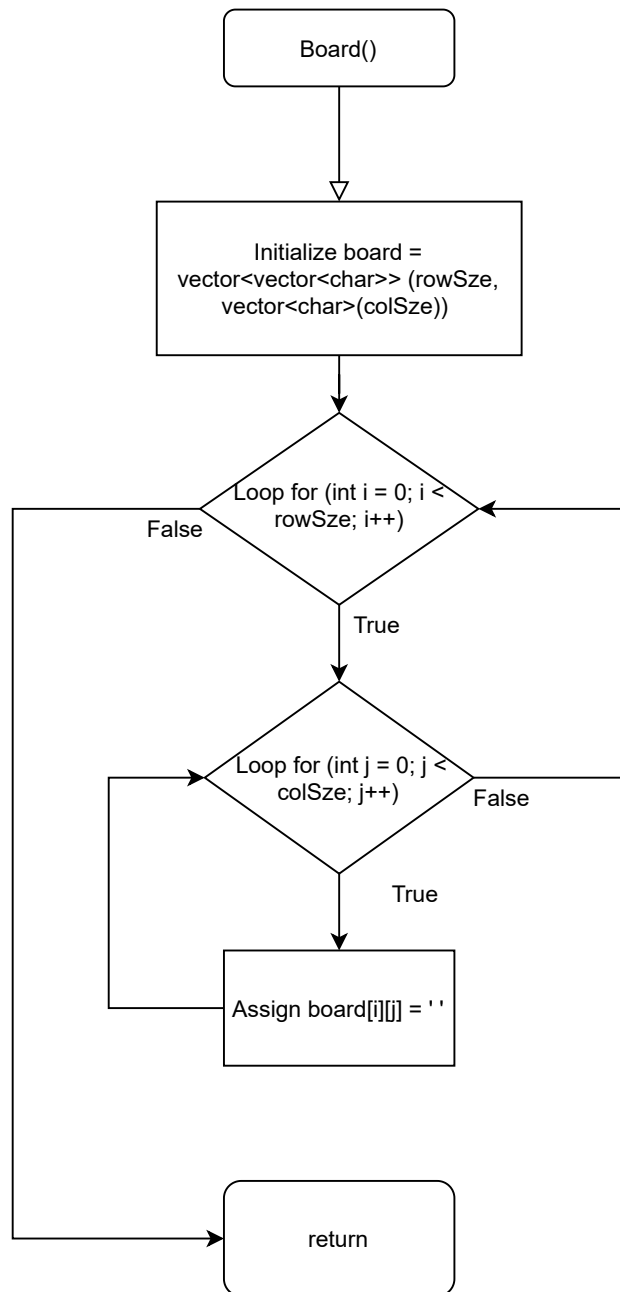 Board()
Initialize board =
vector<vector<char>> (rowSze,
vector<char>(colSze))
Loop for (int i = 0; i <
rowSze; i++)
False
True
Loop for (int j = 0; j <
colSze; j++)
False
True
Assign board[i][j] = ' '
return